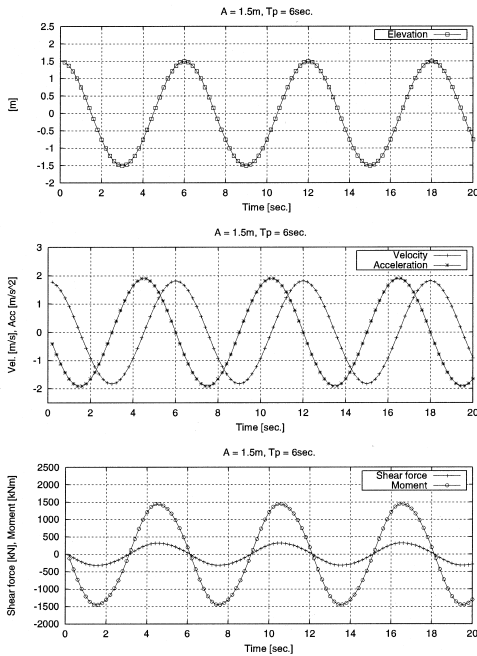 A = 1.5m, Tp = 6sec.
Elevation
[m]
2.5
2
1.5
1
0.5
0
-0.5
-1
-1.5
-2
0 2 4 6 8 10 12 14 16 18 20
Time [sec.]
A = 1.5m, Tp = 6sec.
Velocity
Acceleration
Vel. [m/s], Acc [m/s^2]
3
2
1
0
-1
-2
0 2 4 6 8 10 12 14 16 18 20
Time [sec.]
A = 1.5m, Tp = 6sec.
Shear force
Moment
Shear force [kN], Moment [kNm]
2500
2000
1500
1000
500
0
-500
-1000
-1500
-2000
0 2 4 6 8 10 12 14 16 18 20
Time [sec.]